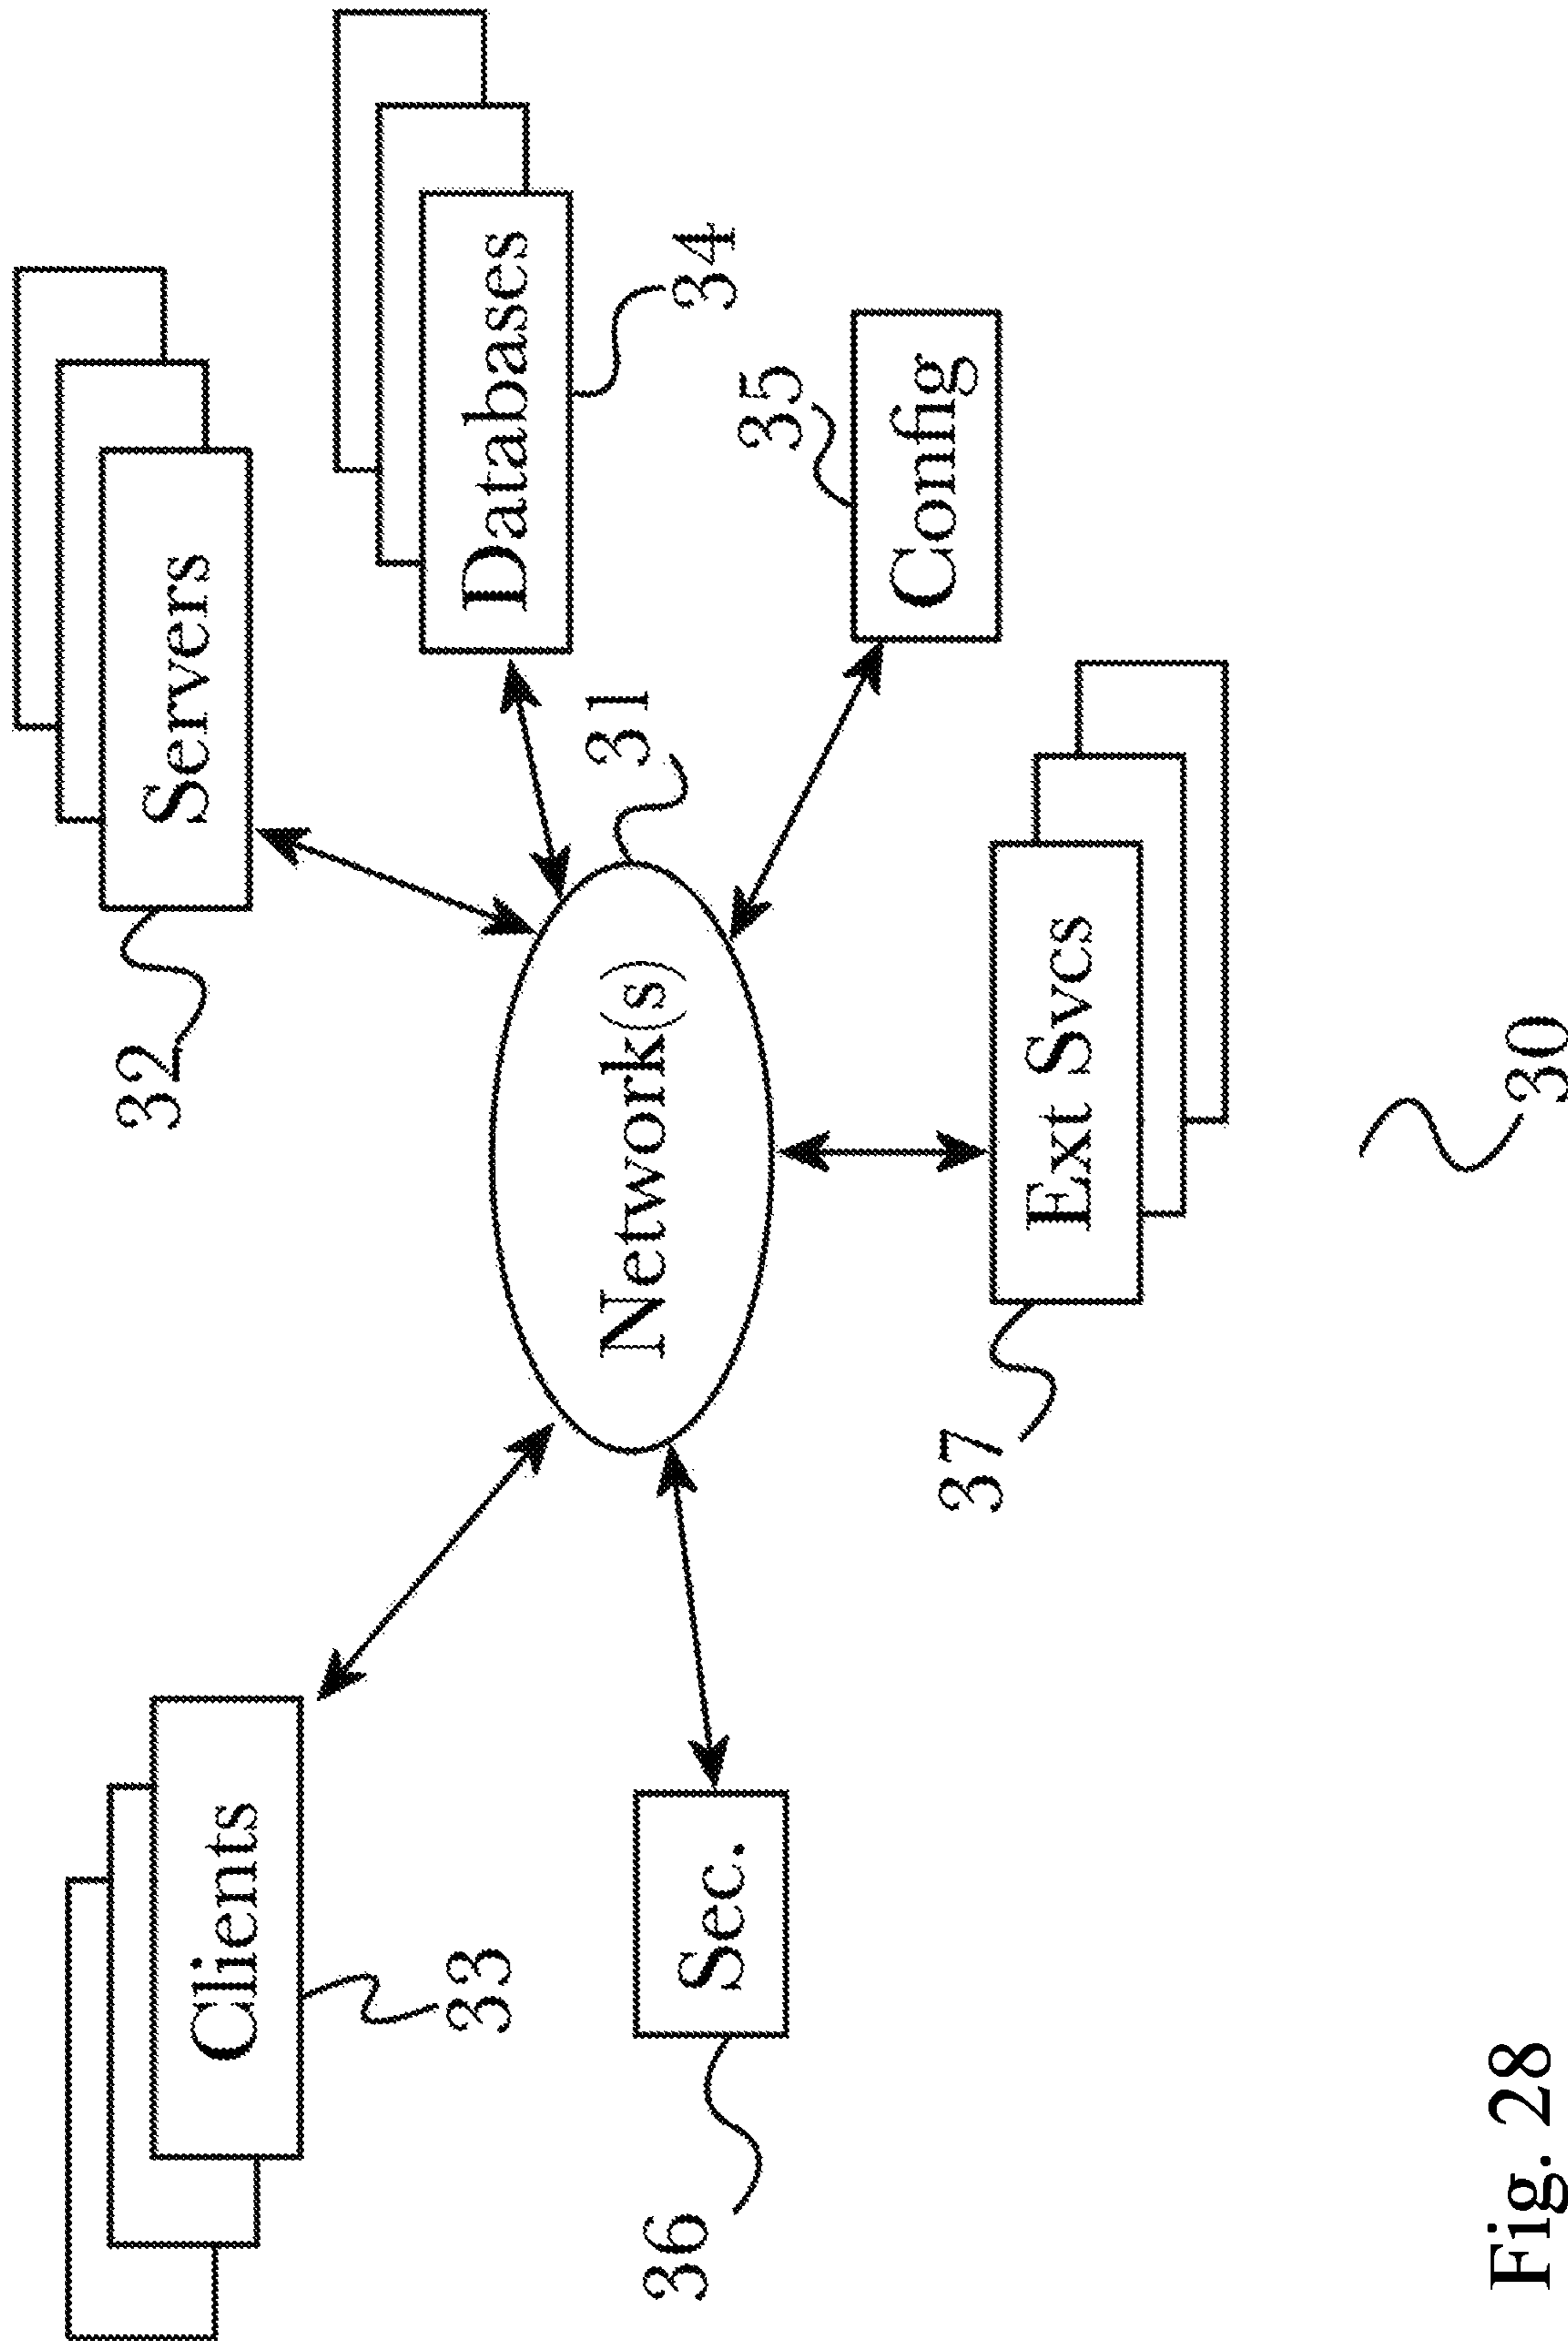 32
Servers
Clients
33
Databases
34
31
Network(s)
35
Config
36
Sec.
37
Ext Svcs
30
Fig. 28